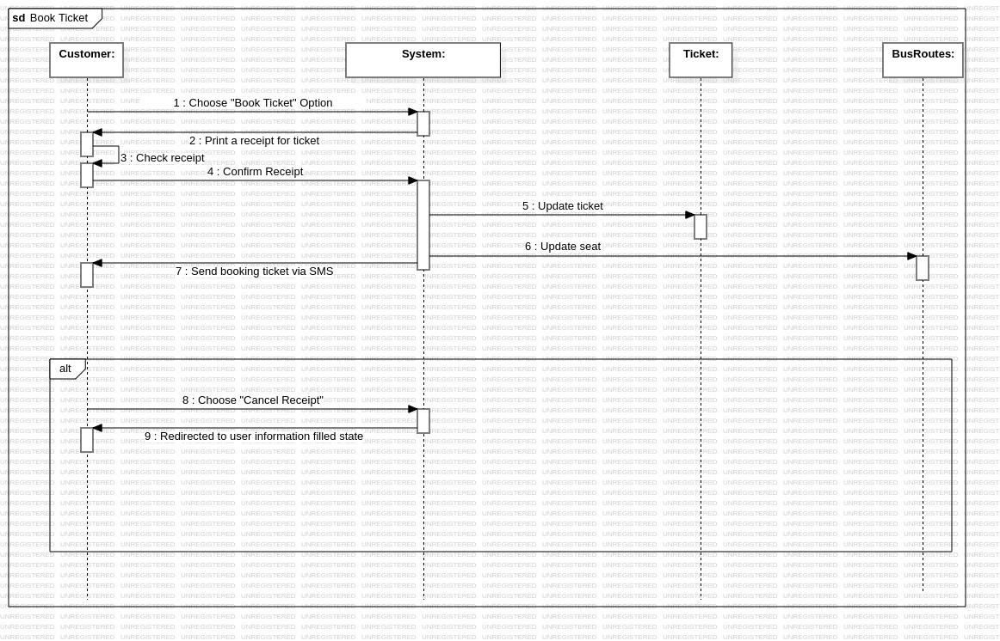 sd Book Ticket
Customer:
System:
Ticket:
BusRoutes:
1 : Choose "Book Ticket" Option
2 : Print a receipt for ticket
3 : Check receipt
4 : Confirm Receipt
5 : Update ticket
6 : Update seat
7 : Send booking ticket via SMS
alt
8 : Choose "Cancel Receipt"
9 : Redirected to user information filled state
UNREGISTERED